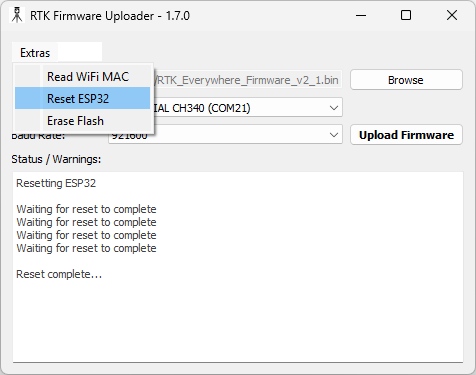 RTK Firmware Uploader - 1.7.0
Extras
Read WiFi MAC
/RTK_Everywhere_Firmware_v2_1.bin
Browse
Reset ESP32
IAL CH340 (COM21)
Erase Flash
Baud Rate:
921600
Upload Firmware
Status / Warnings:
Resetting ESP32
Waiting for reset to complete
Waiting for reset to complete
Waiting for reset to complete
Waiting for reset to complete
Reset complete...